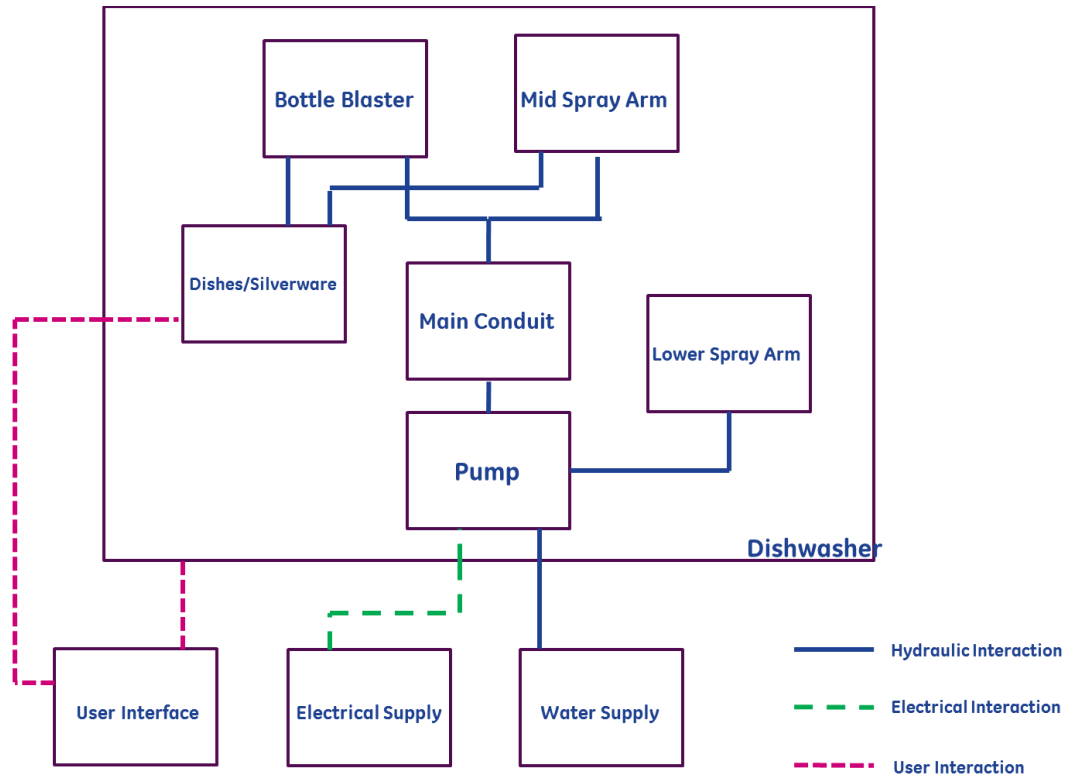 Bottle Blaster
Mid Spray Arm
Dishes/Silverware
Main Conduit
Lower Spray Arm
Pump
Dishwasher
User Interface
Electrical Supply
Water Supply
Hydraulic Interaction
Electrical Interaction
User Interaction